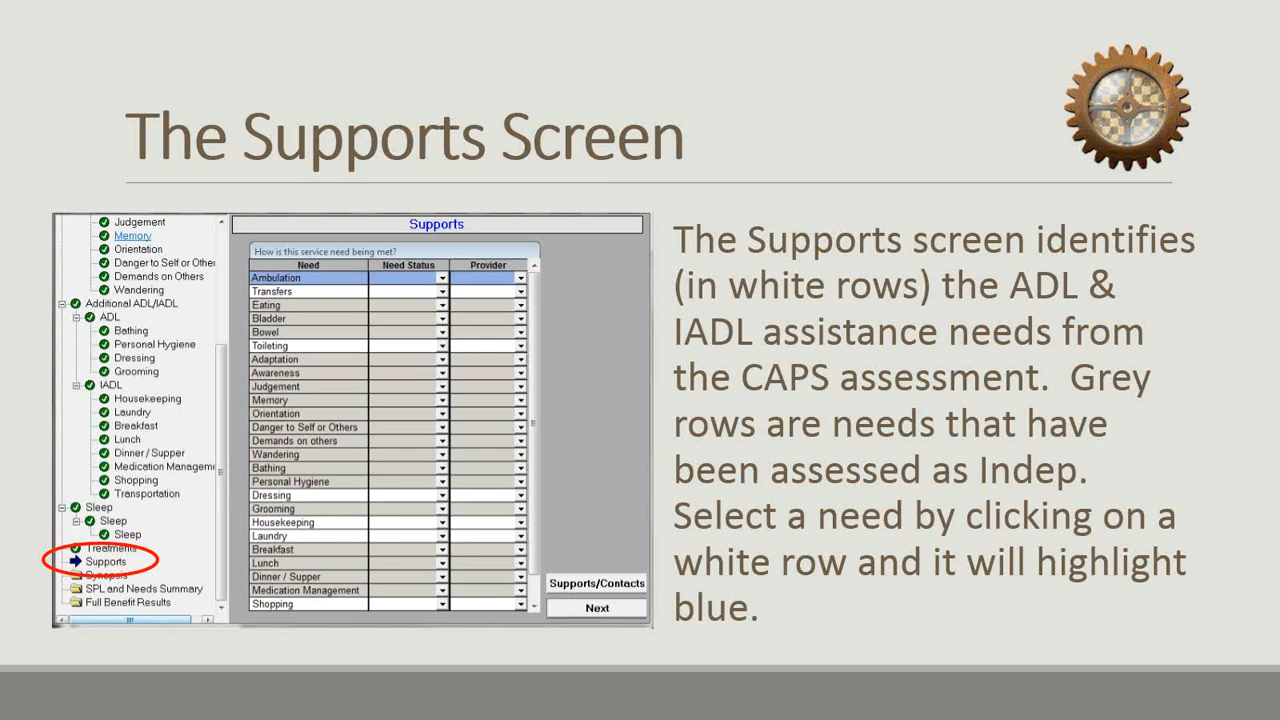 The Supports Screen
Judgement
Memory
Orientation
Danger to Self or Other
Demands on Others
Wandering
Additional ADL/IADL
ADL
Bathing
Personal Hygiene
Dressing
Grooming
IADL
Housekeeping
Laundry
Breakfast
Lunch
Dinner / Supper
Medication Managem
Shopping
Transportation
Sleep
Sleep
Sleep
Treatments
Supports
Synopsis
SPL and Needs Summary
Full Benefit Results
Supports
How is this service need being met?
Need Need Status Provider
Ambulation
Transfers
Eating
Bladder
Bowel
Toileting
Adaptation
Awareness
Judgement
Memory
Orientation
Danger to Self or Others
Demands on others
Wandering
Bathing
Personal Hygiene
Dressing
Grooming
Housekeeping
Laundry
Breakfast
Lunch
Dinner / Supper
Medication Management
Shopping
Supports/Contacts
Next
The Supports screen identifies
(in white rows) the ADL &
IADL assistance needs from
the CAPS assessment.  Grey
rows are needs that have
been assessed as Indep.
Select a need by clicking on a
white row and it will highlight
blue.